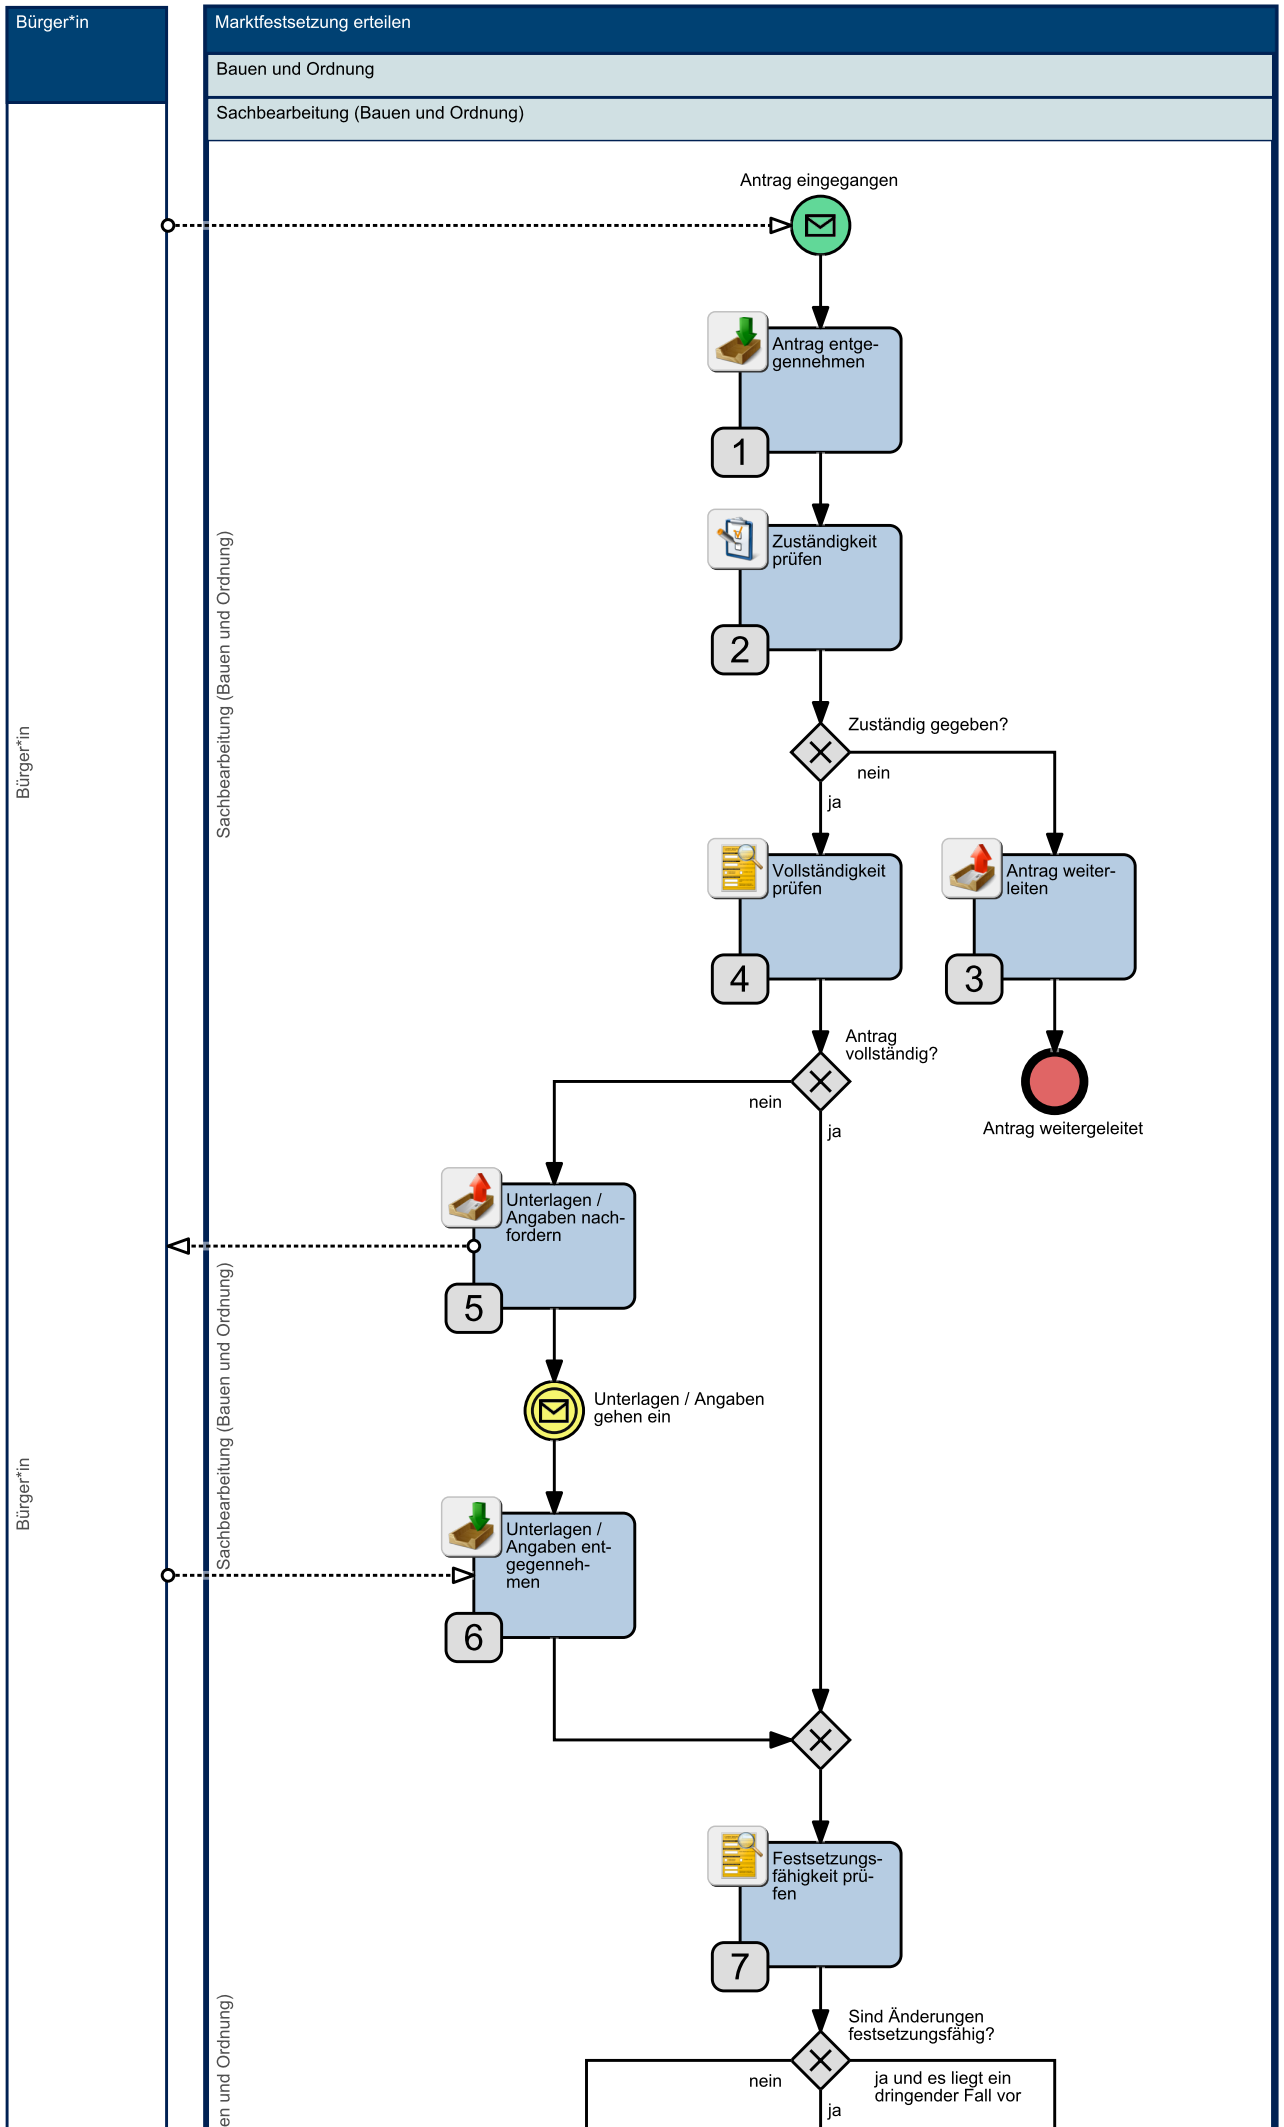 Bürger*in
Marktfestsetzung erteilen
Bauen und Ordnung
Sachbearbeitung (Bauen und Ordnung)
Antrag eingegangen
Antrag entge-
gennehmen
1
Zuständigkeit
prüfen
2
Sachbearbeitung (Bauen und Ordnung)
Bürger*in
Zuständig gegeben?
nein
ja
Vollständigkeit
prüfen
4
Antrag weiter-
leiten
3
Antrag
vollständig?
nein
ja
Antrag weitergeleitet
Unterlagen /
Angaben nach-
fordern
5
Sachbearbeitung (Bauen und Ordnung)
Bürger*in
Unterlagen / Angaben
gehen ein
Unterlagen /
Angaben ent-
gegenneh-
men
6
Festsetzungs-
fähigkeit prü-
fen
7
en und Ordnung)
Sind Änderungen
festsetzungsfähig?
nein
ja und es liegt ein
dringender Fall vor
ja